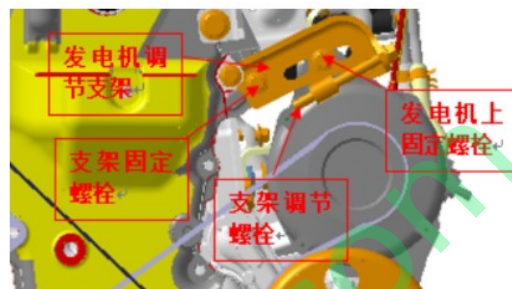 发电机调
节支架
支架固定
螺栓
支架调节
螺栓
发电机上
固定螺栓